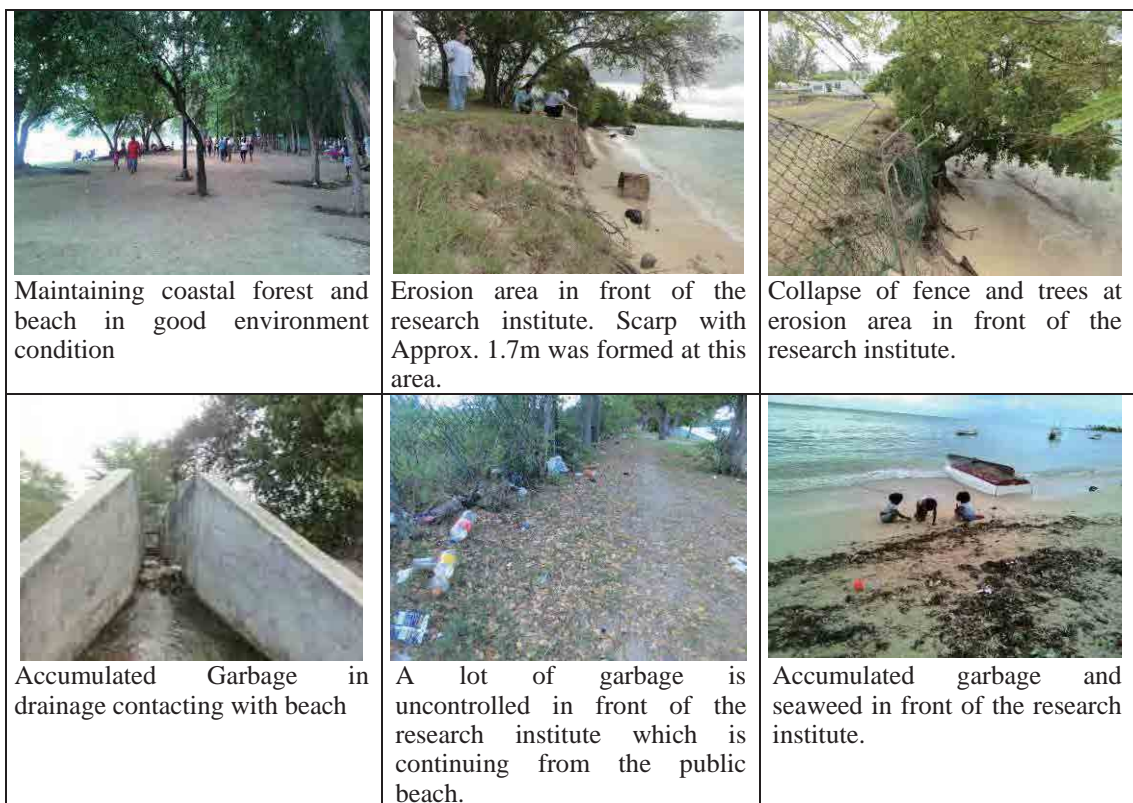 Maintaining coastal forest and
beach in good environment
condition
Erosion area in front of the
research institute. Scarp with
Approx. 1.7m was formed at this
area.
Collapse of fence and trees at
erosion area in front of the
research institute.
Accumulated Garbage in
drainage contacting with beach
A lot of garbage is
uncontrolled in front of the
research institute which is
continuing from the public
beach.
Accumulated garbage and
seaweed in front of the research
institute.